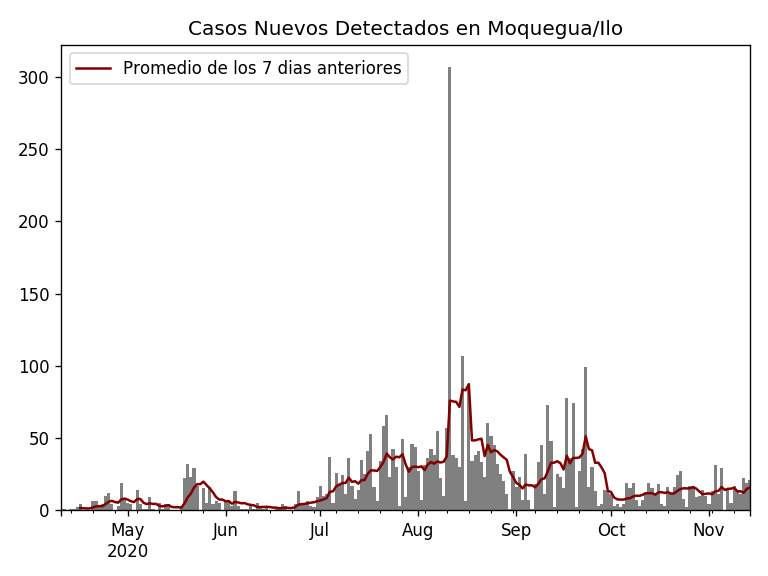 Casos Nuevos Detectados en Moquegua/Ilo
Promedio de los 7 dias anteriores
300
250
200
150
100
50
0
May Jun Jul Aug Sep Oct Nov
2020